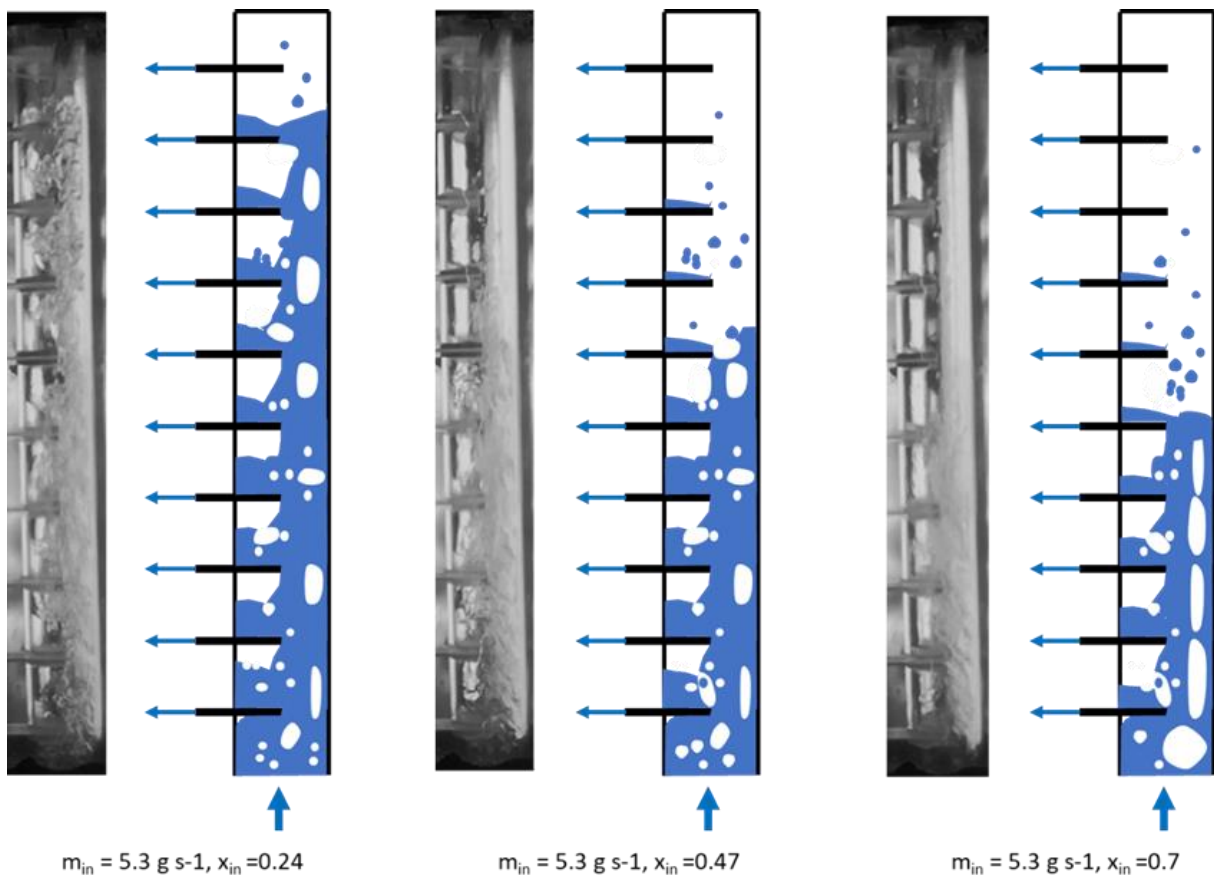 m_in = 5.3 g s-1, x_in =0.24
m_in = 5.3 g s-1, x_in =0.47
m_in = 5.3 g s-1, x_in =0.7